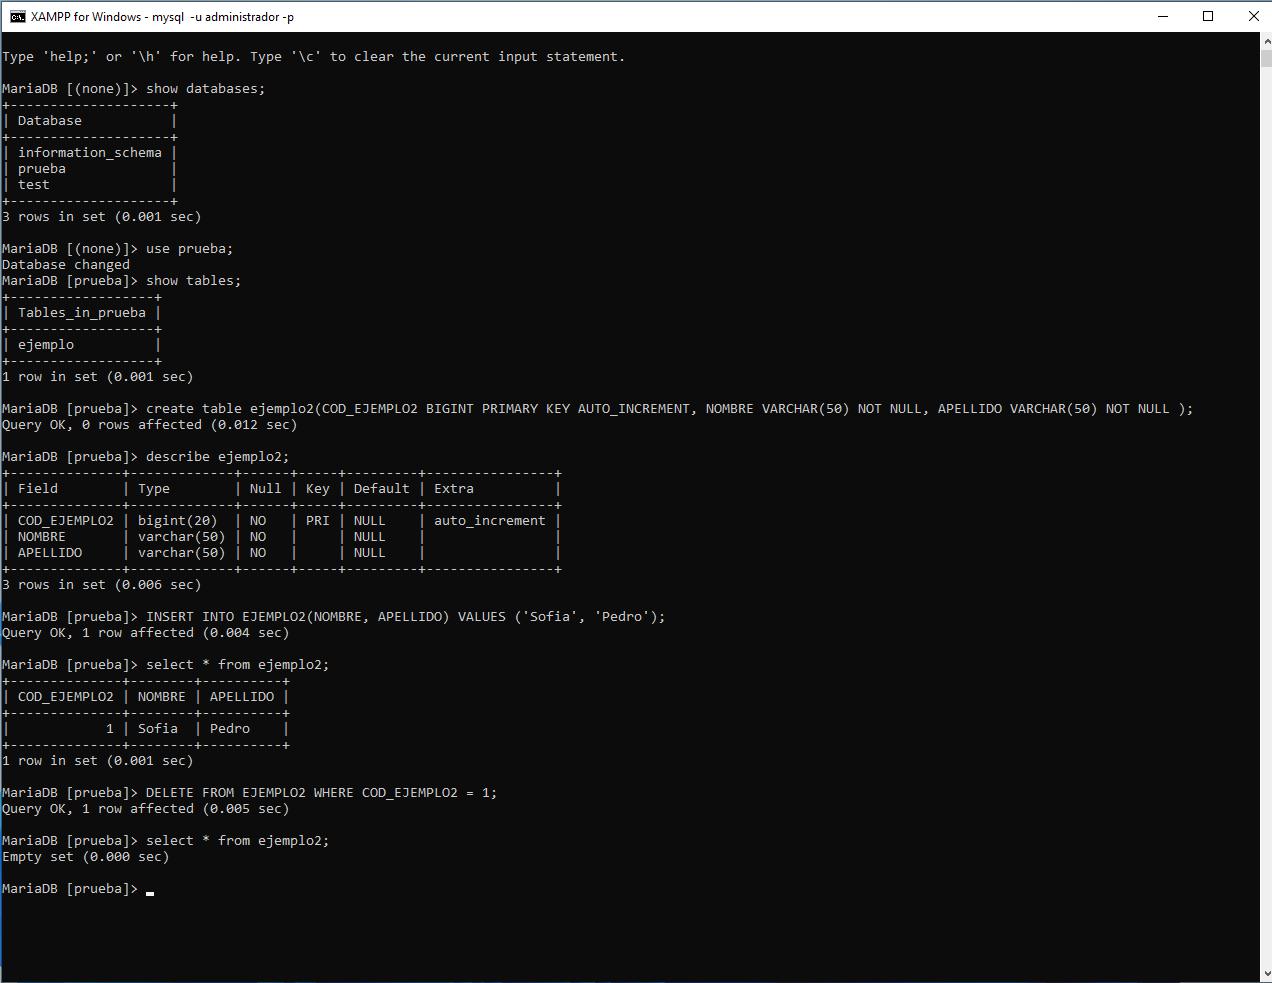 XAMPP for Windows - mysql  -u administrador -p
Type 'help;' or '\h' for help. Type '\c' to clear the current input statement.
MariaDB [(none)]> show databases;
+--------------------+
| Database           |
+--------------------+
| information_schema |
| prueba             |
| test               |
+--------------------+
3 rows in set (0.001 sec)
MariaDB [(none)]> use prueba;
Database changed
MariaDB [prueba]> show tables;
+------------------+
| Tables_in_prueba |
+------------------+
| ejemplo          |
+------------------+
1 row in set (0.001 sec)
MariaDB [prueba]> create table ejemplo2(COD_EJEMPLO2 BIGINT PRIMARY KEY AUTO_INCREMENT, NOMBRE VARCHAR(50) NOT NULL, APELLIDO VARCHAR(50) NOT NULL );
Query OK, 0 rows affected (0.012 sec)
MariaDB [prueba]> describe ejemplo2;
+--------------+-------------+------+-----+---------+----------------+
| Field        | Type        | Null | Key | Default | Extra          |
+--------------+-------------+------+-----+---------+----------------+
| COD_EJEMPLO2 | bigint(20)  | NO   | PRI | NULL    | auto_increment |
| NOMBRE       | varchar(50) | NO   |     | NULL    |                |
| APELLIDO     | varchar(50) | NO   |     | NULL    |                |
+--------------+-------------+------+-----+---------+----------------+
3 rows in set (0.006 sec)
MariaDB [prueba]> INSERT INTO EJEMPLO2(NOMBRE, APELLIDO) VALUES ('Sofia', 'Pedro');
Query OK, 1 row affected (0.004 sec)
MariaDB [prueba]> select * from ejemplo2;
+--------------+--------+----------+
| COD_EJEMPLO2 | NOMBRE | APELLIDO |
+--------------+--------+----------+
|            1 | Sofia  | Pedro    |
+--------------+--------+----------+
1 row in set (0.001 sec)
MariaDB [prueba]> DELETE FROM EJEMPLO2 WHERE COD_EJEMPLO2 = 1;
Query OK, 1 row affected (0.005 sec)
MariaDB [prueba]> select * from ejemplo2;
Empty set (0.000 sec)
MariaDB [prueba]> _